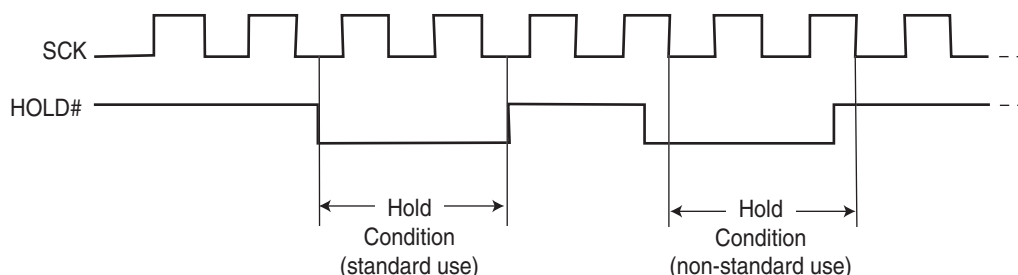 SCK
HOLD#
Hold
Condition
(standard use)
Hold
Condition
(non-standard use)